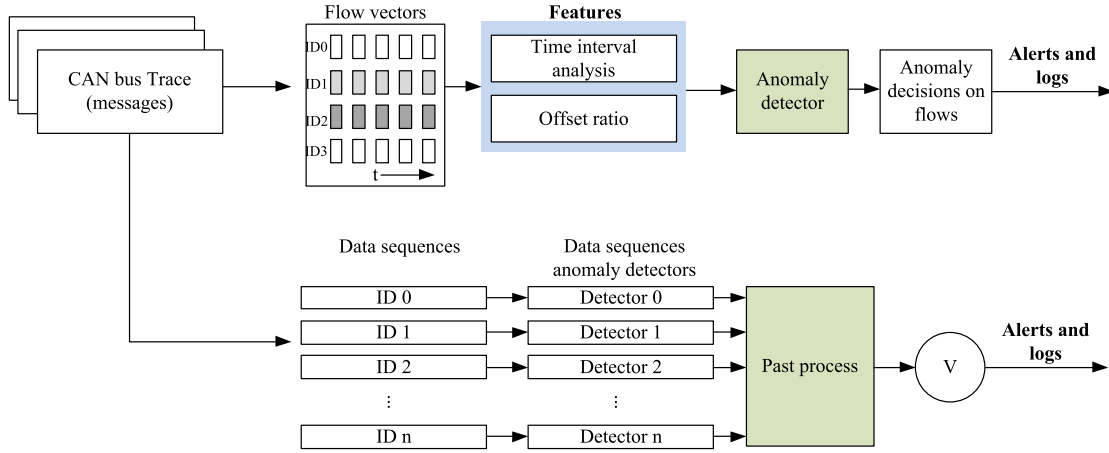 Flow vectors
Features
CAN bus Trace
(messages)
ID0
ID1
ID2
ID3
t
Time interval
analysis
Offset ratio
Anomaly
detector
Anomaly
decisions on
flows
Alerts and
logs
Data sequences
Data sequences
anomaly detectors
ID 0
Detector 0
ID 1
Detector 1
ID 2
Detector 2
⋮
⋮
ID n
Detector n
Past process
V
Alerts and
logs